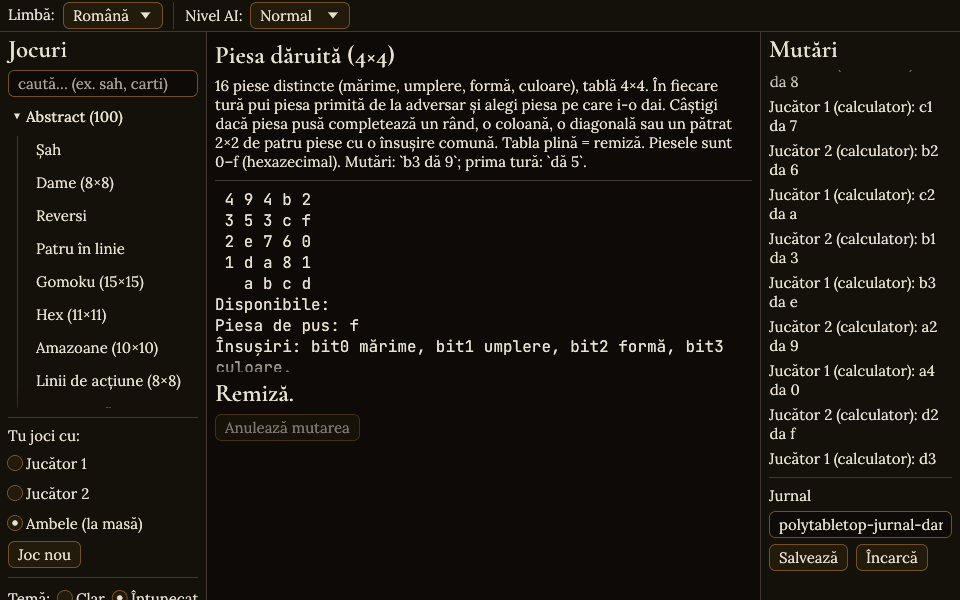 Limbă: Română ▼ Nivel AI: Normal ▼
Jocuri
caută... (ex. sah, carti)
▼ Abstract (100)
Șah
Dame (8×8)
Reversi
Patru în linie
Gomoku (15×15)
Hex (11×11)
Amazoane (10×10)
Linii de acțiune (8×8)
Tu joci cu:
Jucător 1
Jucător 2
Ambele (la masă)
Joc nou
Temă: Clar Întunecat
Piesa dăruită (4×4)
16 piese distincte (mărime, umplere, formă, culoare), tablă 4×4. În fiecare
tură pui piesa primită de la adversar și alegi piesa pe care i-o dai. Câștigi
dacă piesa pusă completează un rând, o coloană, o diagonală sau un pătrat
2×2 de patru piese cu o însușire comună. Tabla plină = remiză. Piesele sunt
0–f (hexazecimal). Mutări: `b3 dă 9`; prima tură: `dă 5`.
4 9 4 b 2
3 5 3 c f
2 e 7 6 0
1 d a 8 1
a b c d
Disponibile:
Piesa de pus: f
Însușiri: bit0 mărime, bit1 umplere, bit2 formă, bit3
culoare.
Remiză.
Anulează mutarea
Mutări
da 8
Jucător 1 (calculator): c1
da 7
Jucător 2 (calculator): b2
da 6
Jucător 1 (calculator): c2
da a
Jucător 2 (calculator): b1
da 3
Jucător 1 (calculator): b3
da e
Jucător 2 (calculator): a2
da 9
Jucător 1 (calculator): a4
da 0
Jucător 2 (calculator): d2
da f
Jucător 1 (calculator): d3
Jurnal
polytabletop-jurnal-dar
Salvează Încarcă